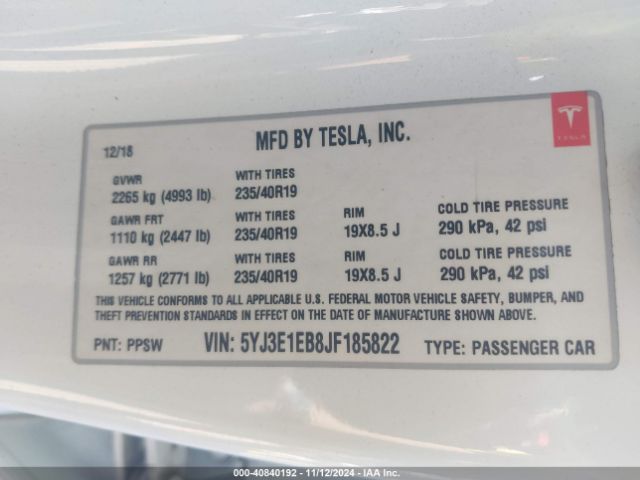 TESLA
MFD BY TESLA, INC.
12/18
GVWR WITH TIRES
2265 kg (4993 lb) 235/40R19
GAWR FRT WITH TIRES RIM COLD TIRE PRESSURE
1110 kg (2447 lb) 235/40R19 19X8.5 J 290 kPa, 42 psi
GAWR RR WITH TIRES RIM COLD TIRE PRESSURE
1257 kg (2771 lb) 235/40R19 19X8.5 J 290 kPa, 42 psi
THIS VEHICLE CONFORMS TO ALL APPLICABLE U.S. FEDERAL MOTOR VEHICLE SAFETY, BUMPER, AND
THEFT PREVENTION STANDARDS IN EFFECT ON THE DATE OF MANUFACTURE SHOWN ABOVE.
PNT: PPSW VIN: 5YJ3E1EB8JF185822 TYPE: PASSENGER CAR
000-40840192 - 11/12/2024 - IAA Inc.